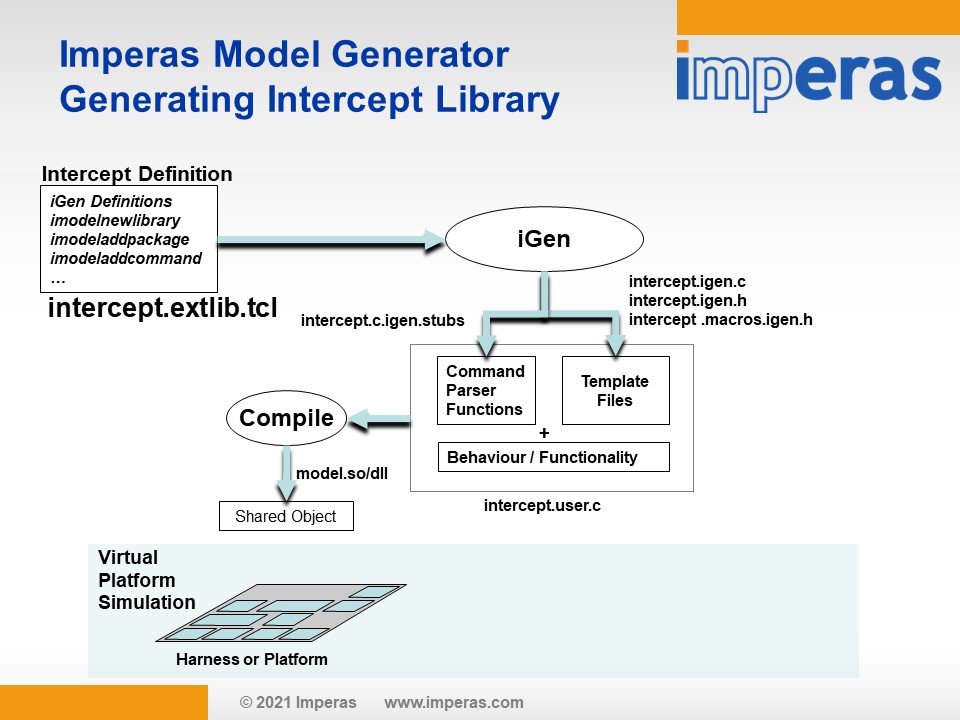 Imperas Model Generator
Generating Intercept Library
imperas
Intercept Definition
iGen Definitions
imodelnewlibrary
imodeladdpackage
imodeladdcommand
…
intercept.extlib.tcl
iGen
intercept.c.igen.stubs
intercept.igen.c
intercept.igen.h
intercept .macros.igen.h
Command
Parser
Functions
Template
Files
+
Behaviour / Functionality
intercept.user.c
Compile
model.so/dll
Shared Object
Virtual
Platform
Simulation
Harness or Platform
© 2021 Imperas www.imperas.com